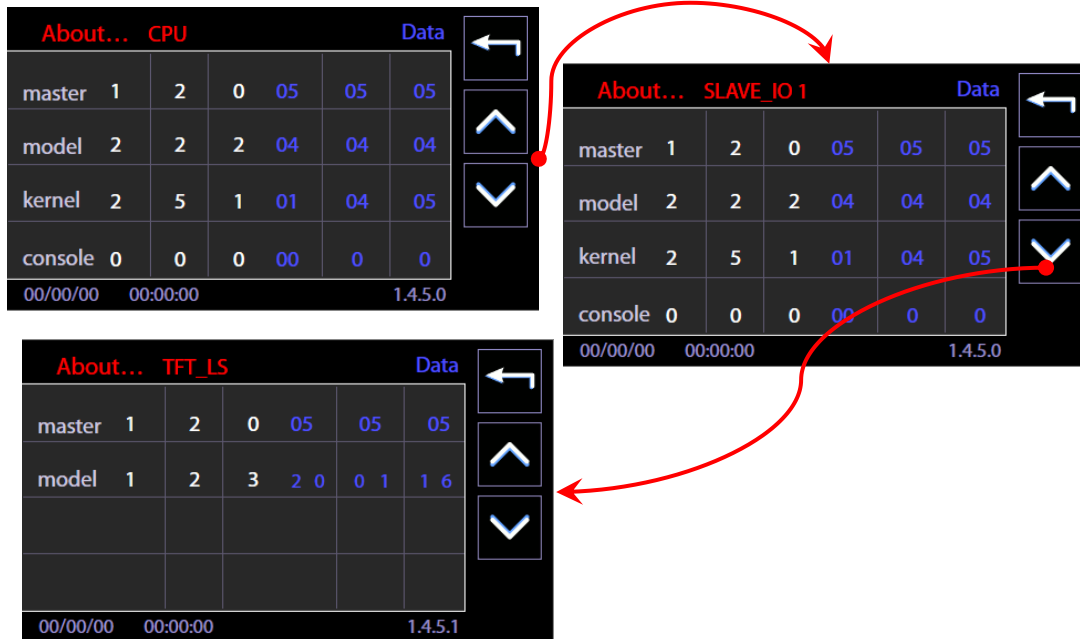 About... CPU Data
master 1 2 0 05 05 05
model 2 2 2 04 04 04
kernel 2 5 1 01 04 05
console 0 0 0 00 0 0
00/00/00 00:00:00 1.4.5.0
About... SLAVE_IO 1 Data
master 1 2 0 05 05 05
model 2 2 2 04 04 04
kernel 2 5 1 01 04 05
console 0 0 0 00 0 0
00/00/00 00:00:00 1.4.5.0
About... TFT_LS Data
master 1 2 0 05 05 05
model 1 2 3 2 0 0 1 1 6
00/00/00 00:00:00 1.4.5.1